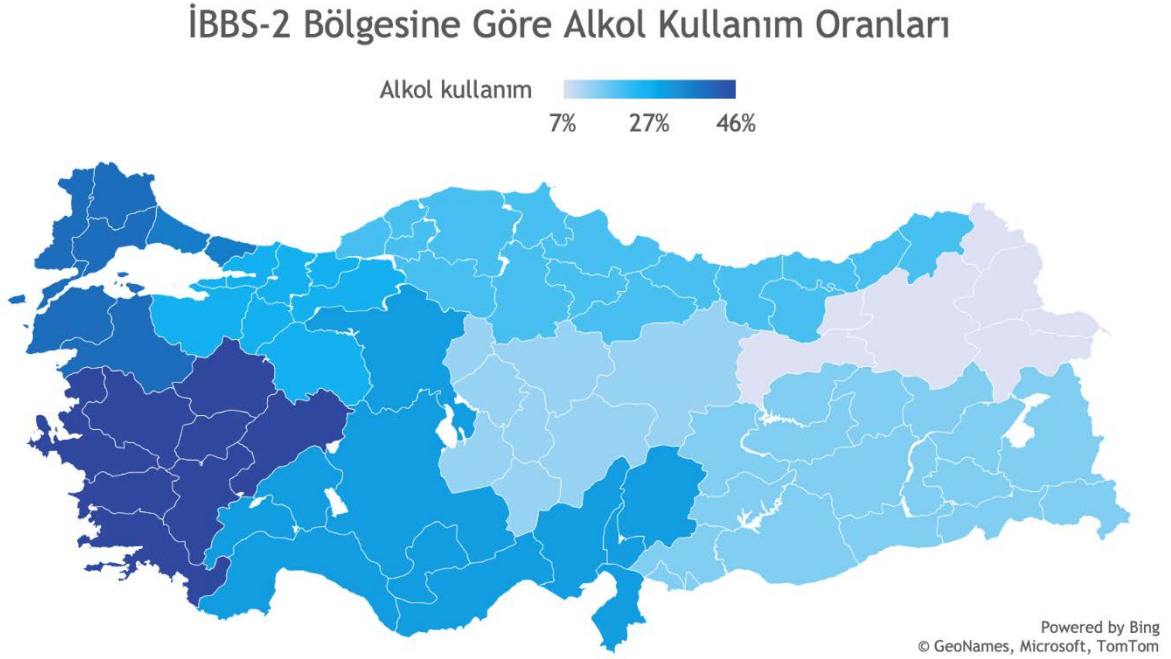 İBBS-2 Bölgesine Göre Alkol Kullanım Oranları
Alkol kullanım
7% 27% 46%
Powered by Bing
© GeoNames, Microsoft, TomTom